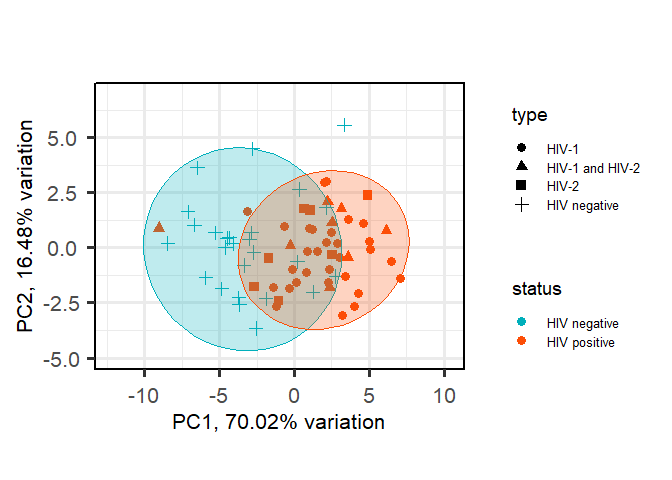 PC2, 16.48% variation
5.0
2.5
0.0
-2.5
-5.0
-10
-5
0
5
10
PC1, 70.02% variation
type
HIV-1
HIV-1 and HIV-2
HIV-2
HIV negative
status
HIV negative
HIV positive